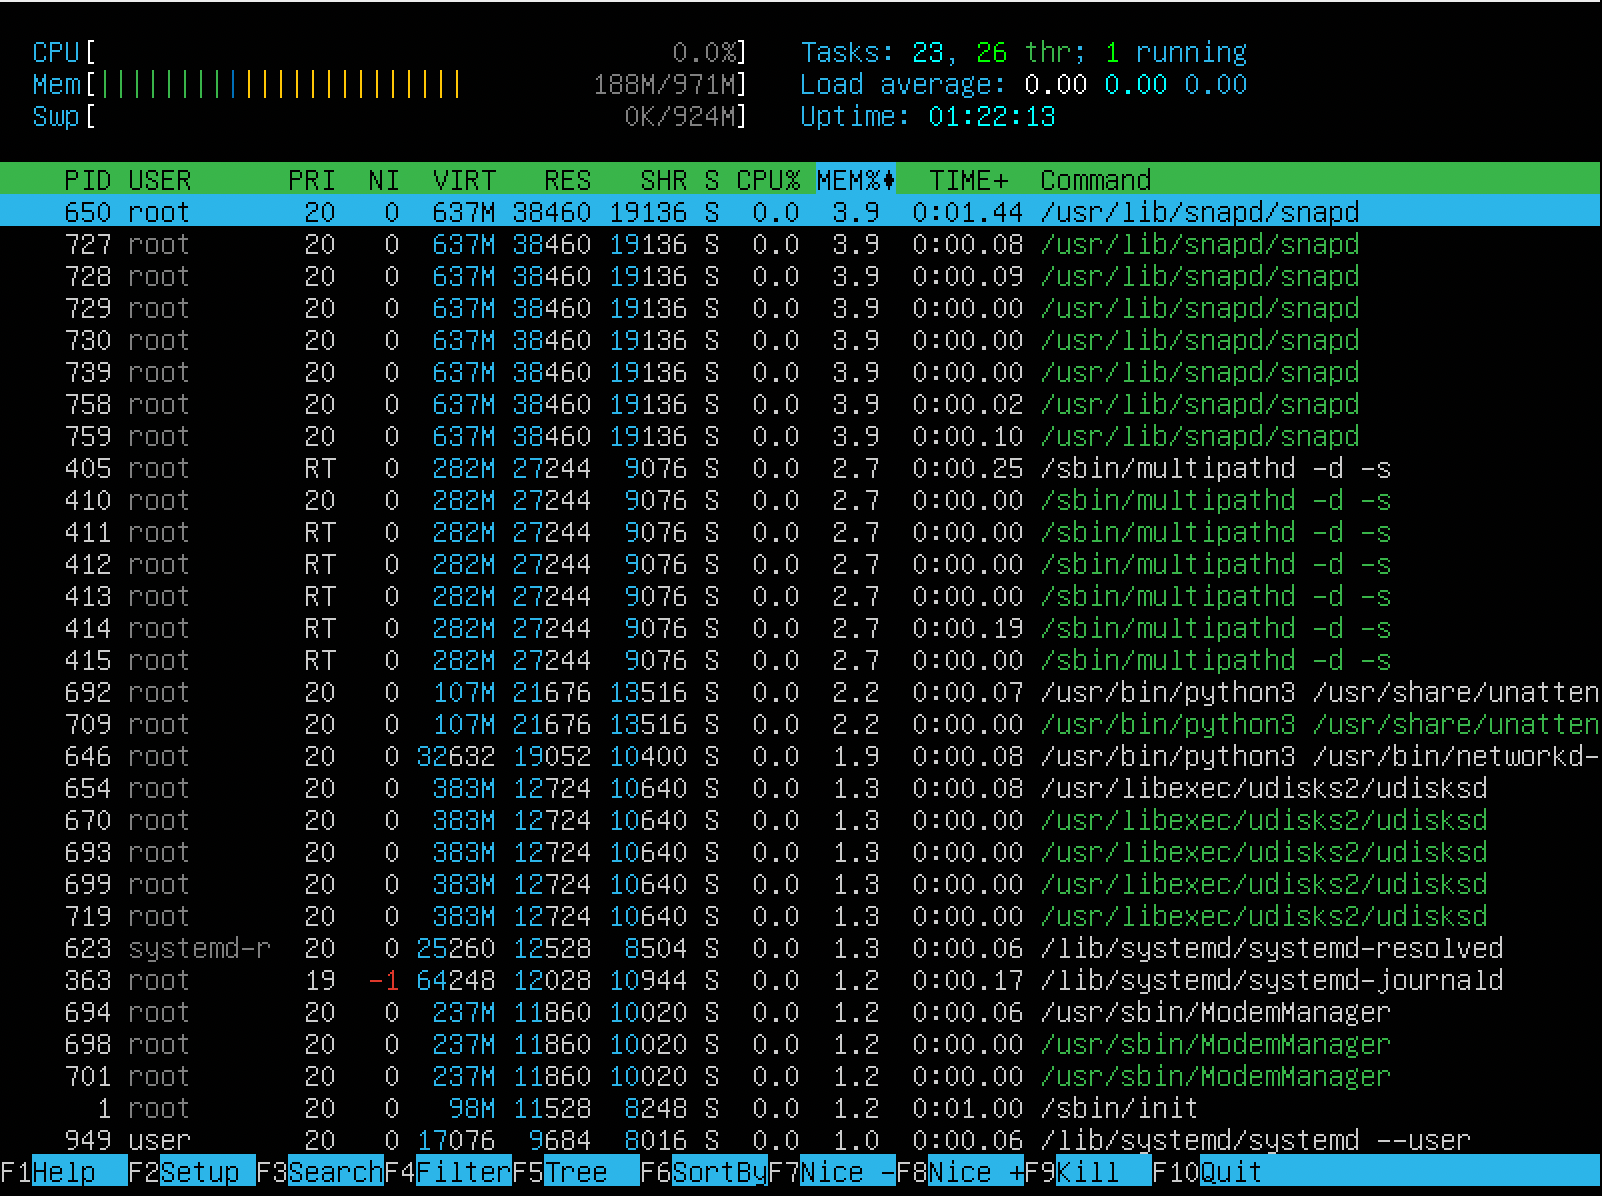 CPU[ 0.0%] Tasks: 23, 26 thr; 1 running
Mem[|||||||||||||||||||||||| 188M/971M] Load average: 0.00 0.00 0.00
Swp[ 0K/924M] Uptime: 01:22:13
PID USER PRI NI VIRT RES SHR S CPU% MEM%♦ TIME+ Command
650 root 20 0 637M 38460 19136 S 0.0 3.9 0:01.44 /usr/lib/snapd/snapd
727 root 20 0 637M 38460 19136 S 0.0 3.9 0:00.08 /usr/lib/snapd/snapd
728 root 20 0 637M 38460 19136 S 0.0 3.9 0:00.09 /usr/lib/snapd/snapd
729 root 20 0 637M 38460 19136 S 0.0 3.9 0:00.00 /usr/lib/snapd/snapd
730 root 20 0 637M 38460 19136 S 0.0 3.9 0:00.00 /usr/lib/snapd/snapd
739 root 20 0 637M 38460 19136 S 0.0 3.9 0:00.00 /usr/lib/snapd/snapd
758 root 20 0 637M 38460 19136 S 0.0 3.9 0:00.02 /usr/lib/snapd/snapd
759 root 20 0 637M 38460 19136 S 0.0 3.9 0:00.10 /usr/lib/snapd/snapd
405 root RT 0 282M 27244 9076 S 0.0 2.7 0:00.25 /sbin/multipathd -d -s
410 root 20 0 282M 27244 9076 S 0.0 2.7 0:00.00 /sbin/multipathd -d -s
411 root RT 0 282M 27244 9076 S 0.0 2.7 0:00.00 /sbin/multipathd -d -s
412 root RT 0 282M 27244 9076 S 0.0 2.7 0:00.00 /sbin/multipathd -d -s
413 root RT 0 282M 27244 9076 S 0.0 2.7 0:00.00 /sbin/multipathd -d -s
414 root RT 0 282M 27244 9076 S 0.0 2.7 0:00.19 /sbin/multipathd -d -s
415 root RT 0 282M 27244 9076 S 0.0 2.7 0:00.00 /sbin/multipathd -d -s
692 root 20 0 107M 21676 13516 S 0.0 2.2 0:00.07 /usr/bin/python3 /usr/share/unatten
709 root 20 0 107M 21676 13516 S 0.0 2.2 0:00.00 /usr/bin/python3 /usr/share/unatten
646 root 20 0 32632 19052 10400 S 0.0 1.9 0:00.08 /usr/bin/python3 /usr/bin/networkd-
654 root 20 0 383M 12724 10640 S 0.0 1.3 0:00.08 /usr/libexec/udisks2/udisksd
670 root 20 0 383M 12724 10640 S 0.0 1.3 0:00.00 /usr/libexec/udisks2/udisksd
693 root 20 0 383M 12724 10640 S 0.0 1.3 0:00.00 /usr/libexec/udisks2/udisksd
699 root 20 0 383M 12724 10640 S 0.0 1.3 0:00.00 /usr/libexec/udisks2/udisksd
719 root 20 0 383M 12724 10640 S 0.0 1.3 0:00.00 /usr/libexec/udisks2/udisksd
623 systemd-r 20 0 25260 12528 8504 S 0.0 1.3 0:00.06 /lib/systemd/systemd-resolved
363 root 19 -1 64248 12028 10944 S 0.0 1.2 0:00.17 /lib/systemd/systemd-journald
694 root 20 0 237M 11860 10020 S 0.0 1.2 0:00.06 /usr/sbin/ModemManager
698 root 20 0 237M 11860 10020 S 0.0 1.2 0:00.00 /usr/sbin/ModemManager
701 root 20 0 237M 11860 10020 S 0.0 1.2 0:00.00 /usr/sbin/ModemManager
1 root 20 0 98M 11528 8248 S 0.0 1.2 0:01.00 /sbin/init
949 user 20 0 17076 9684 8016 S 0.0 1.0 0:00.06 /lib/systemd/systemd --user
F1Help F2Setup F3SearchF4FilterF5Tree F6SortByF7Nice -F8Nice +F9Kill F10Quit